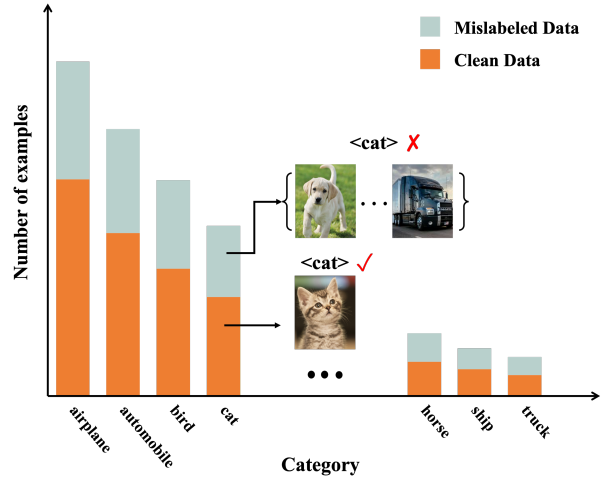 Mislabeled Data
Clean Data
Number of examples
<cat> ✗
<cat> ✓
airplane
automobile
bird
cat
horse
ship
truck
Category